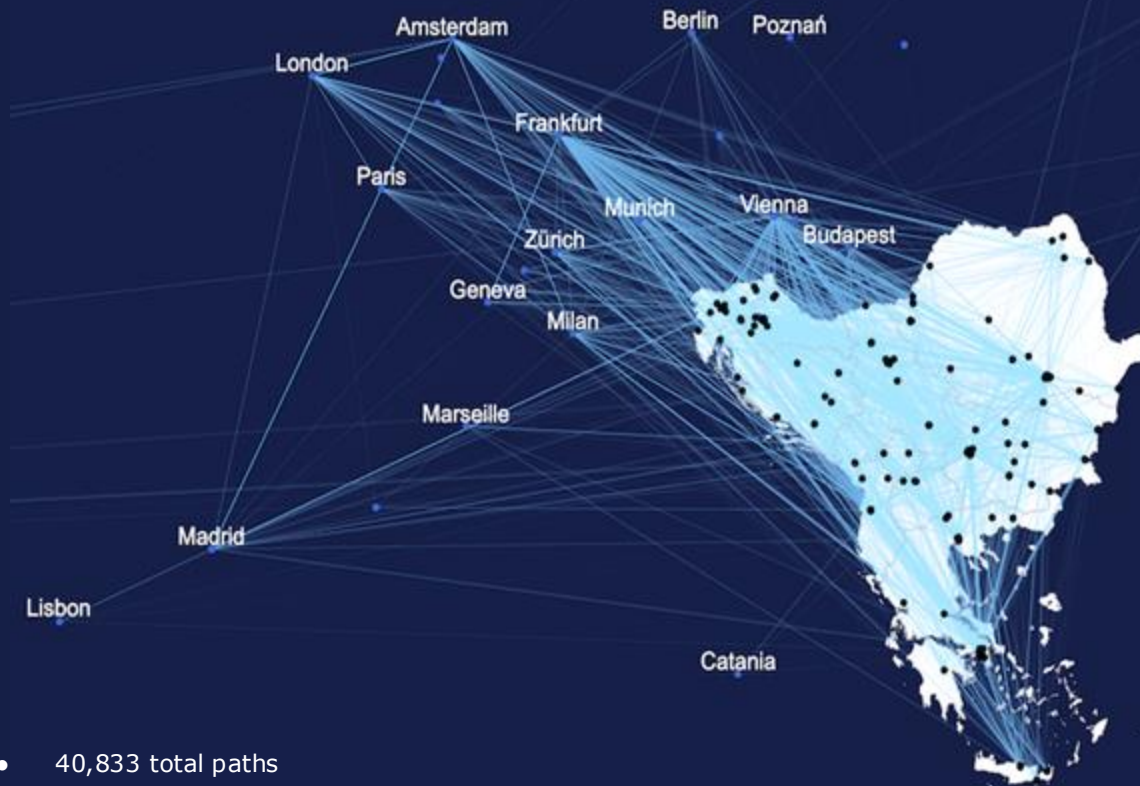 Amsterdam
Berlin
Poznań
London
Frankfurt
Paris
Munich
Vienna
Zürich
Budapest
Geneva
Milan
Marseille
Madrid
Lisbon
Catania
• 40,833 total paths